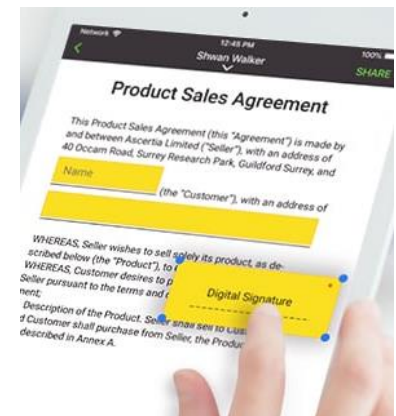 Network 12:45 PM 100%
Shwan Walker
SHARE
Product Sales Agreement
This Product Sales Agreement (this "Agreement") is made by
and between Ascertia Limited ("Seller"), with an address of
40 Occam Road, Surrey Research Park, Guildford Surrey, and
Name (the "Customer"), with an address of
WHEREAS, Seller wishes to sell solely its product, as de-
scribed below (the "Product"), to
WHEREAS, Customer desires to
Seller pursuant to the terms and
ment;
Digital Signature
Description of the Product. Seller shall sell to
d Customer shall purchase from Seller, the
described in Annex A.